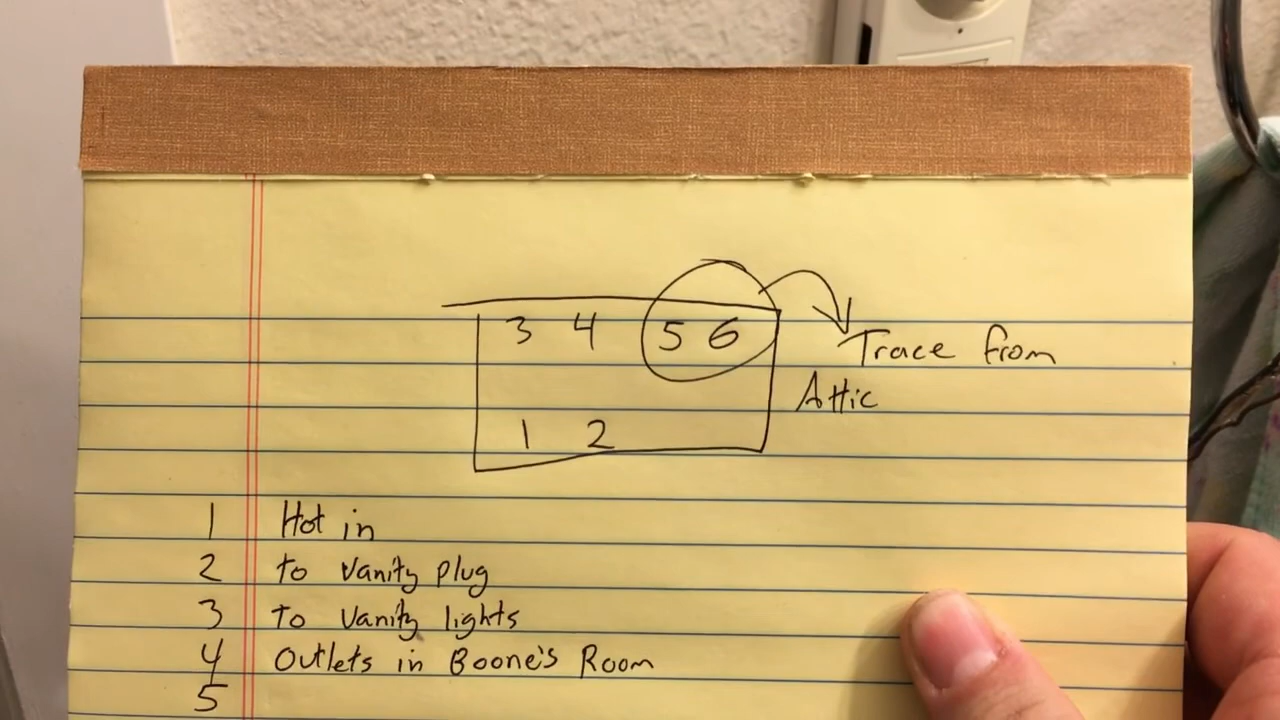 3 4 5 6
Trace from
Attic
1 2
1 Hot in
2 to Vanity plug
3 to Vanity lights
4 Outlets in Boone's Room
5